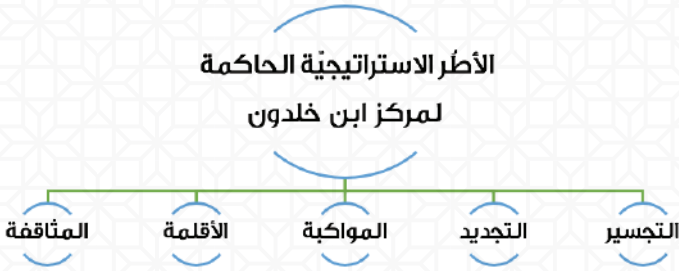 الأطُر الاستراتيجيّة الحاكمة
لمركز ابن خلدون
التجسير
التجديد
المواكبة
الأقلمة
المثاقفة